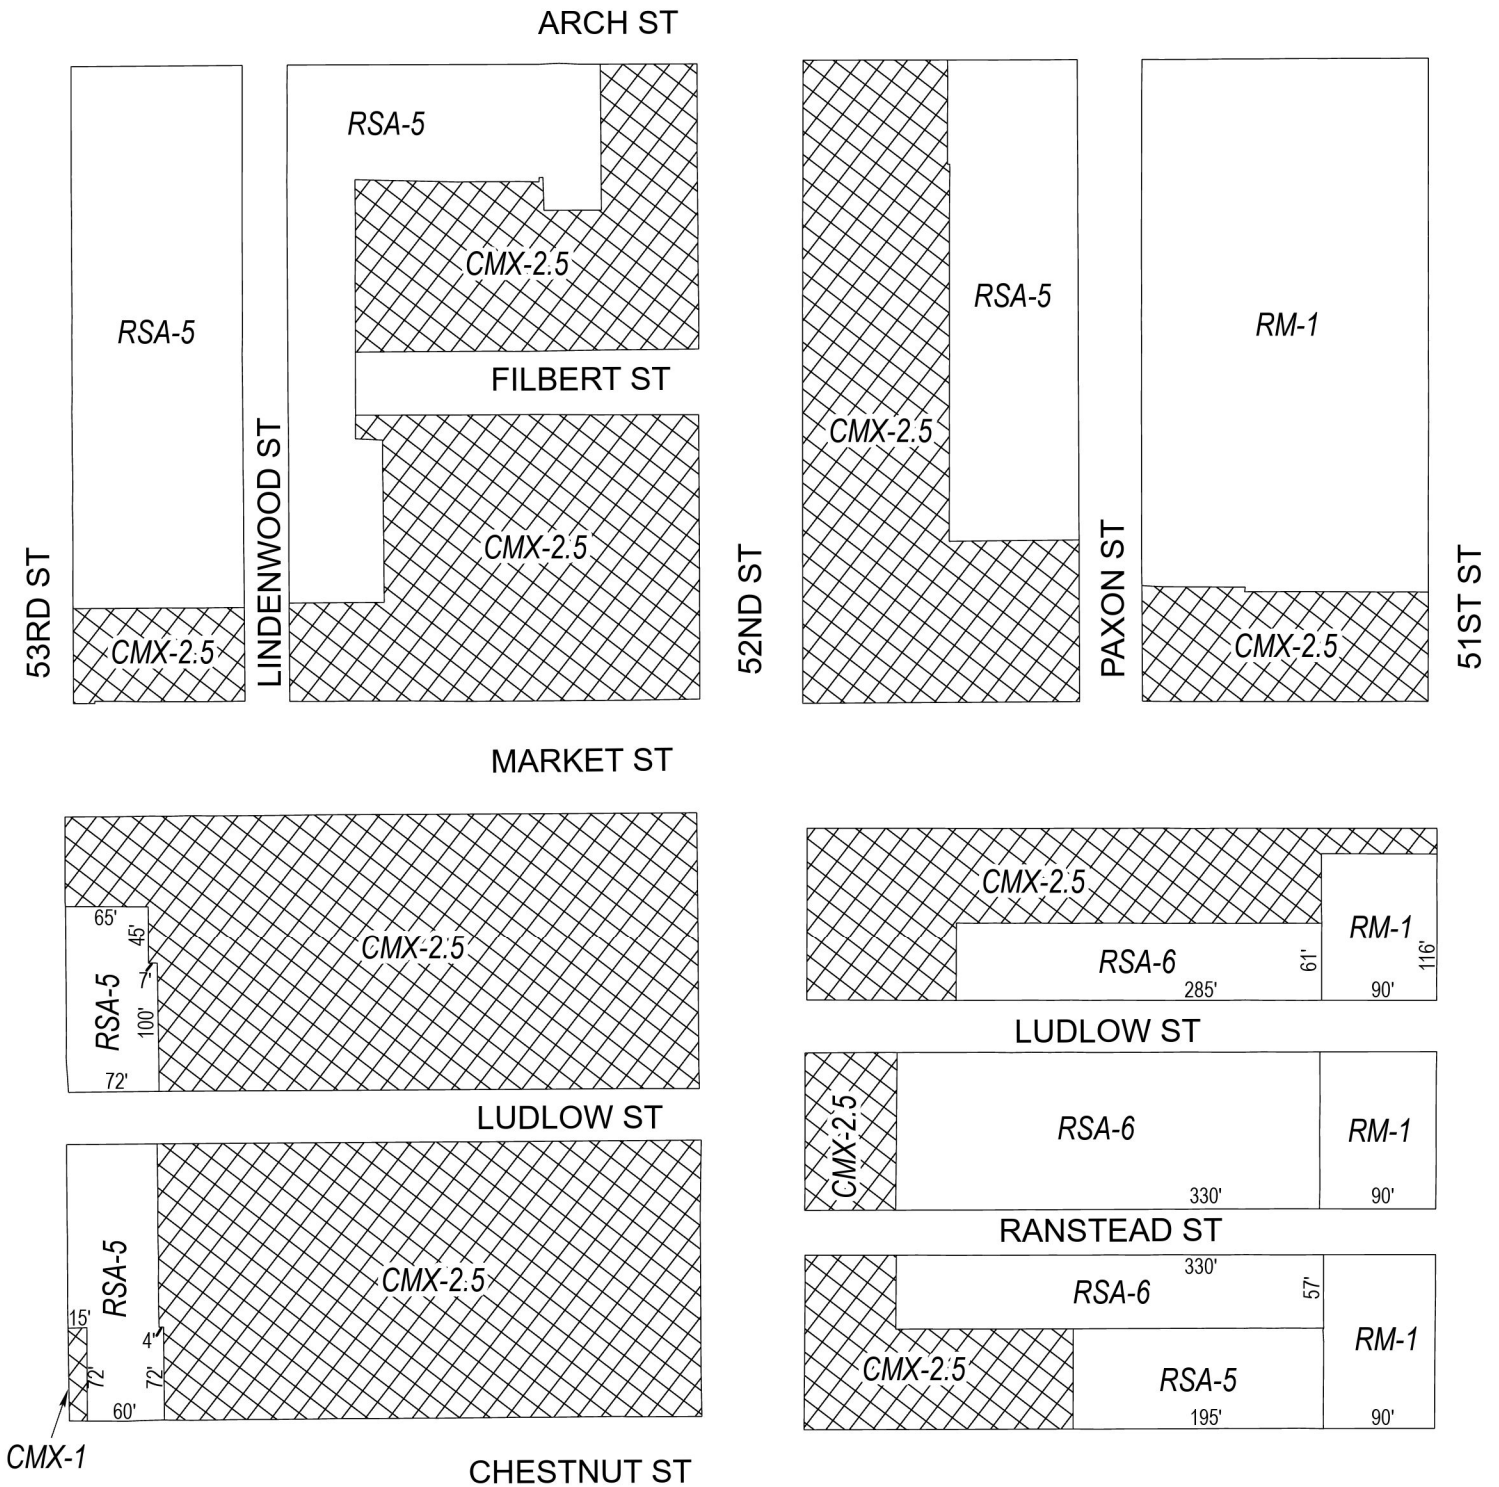 ARCH ST
RSA-5
RSA-5
CMX-2.5
RSA-5
RM-1
FILBERT ST
CMX-2.5
CMX-2.5
53RD ST
CMX-2.5
LINDENWOOD ST
52ND ST
PAXON ST
CMX-2.5
51ST ST
MARKET ST
65'
45'
7'
RSA-5
100'
72'
CMX-2.5
CMX-2.5
RSA-6
61'
285'
RM-1
116'
90'
LUDLOW ST
LUDLOW ST
CMX-2.5
RSA-6
330'
RM-1
90'
RANSTEAD ST
RSA-5
15'
4'
72'
72'
60'
CMX-1
CMX-2.5
330'
RSA-6
57'
CMX-2.5
RSA-5
195'
RM-1
90'
CHESTNUT ST